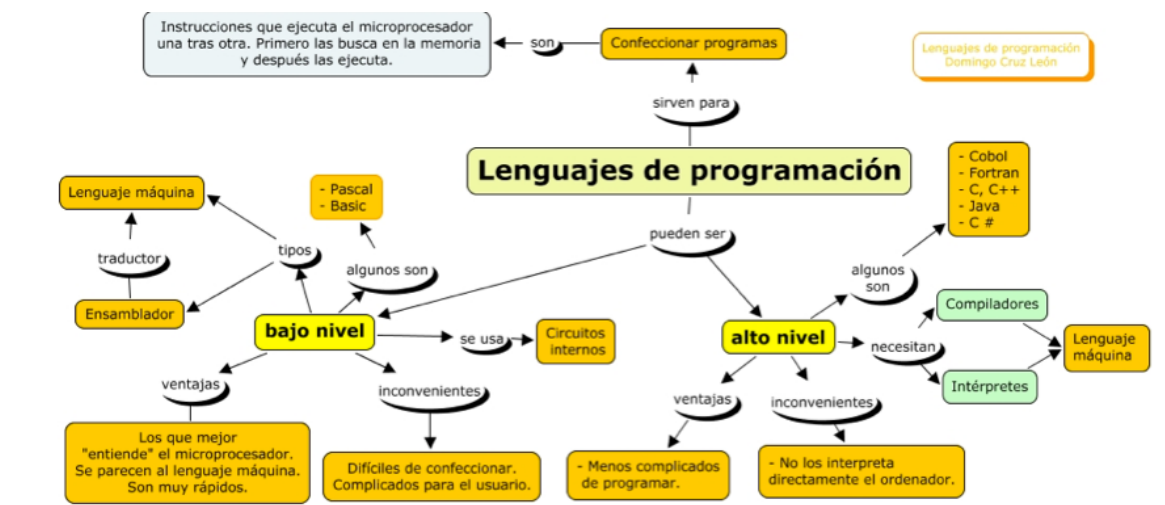 Instrucciones que ejecuta el microprocesador
una tras otra. Primero las busca en la memoria
y después las ejecuta.
son
Confeccionar programas
Lenguajes de programación
Domingo Cruz León
sirven para
Lenguajes de programación
- Cobol
- Fortran
- C, C++
- Java
- C #
Lenguaje máquina
- Pascal
- Basic
pueden ser
traductor
tipos
algunos son
algunos
son
Ensamblador
bajo nivel
se usa
Circuitos
internos
alto nivel
necesitan
Compiladores
Intérpretes
Lenguaje
máquina
ventajas
inconvenientes
ventajas
inconvenientes
Los que mejor
"entiende" el microprocesador.
Se parecen al lenguaje máquina.
Son muy rápidos.
Difíciles de confeccionar.
Complicados para el usuario.
- Menos complicados
de programar.
- No los interpreta
directamente el ordenador.